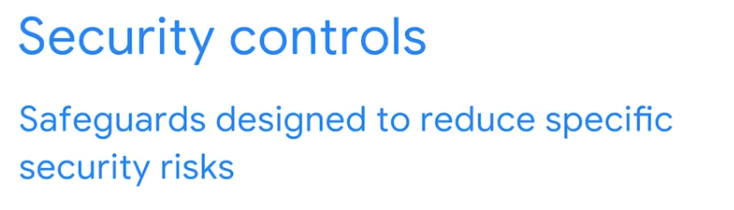 Security controls
Safeguards designed to reduce specific
security risks